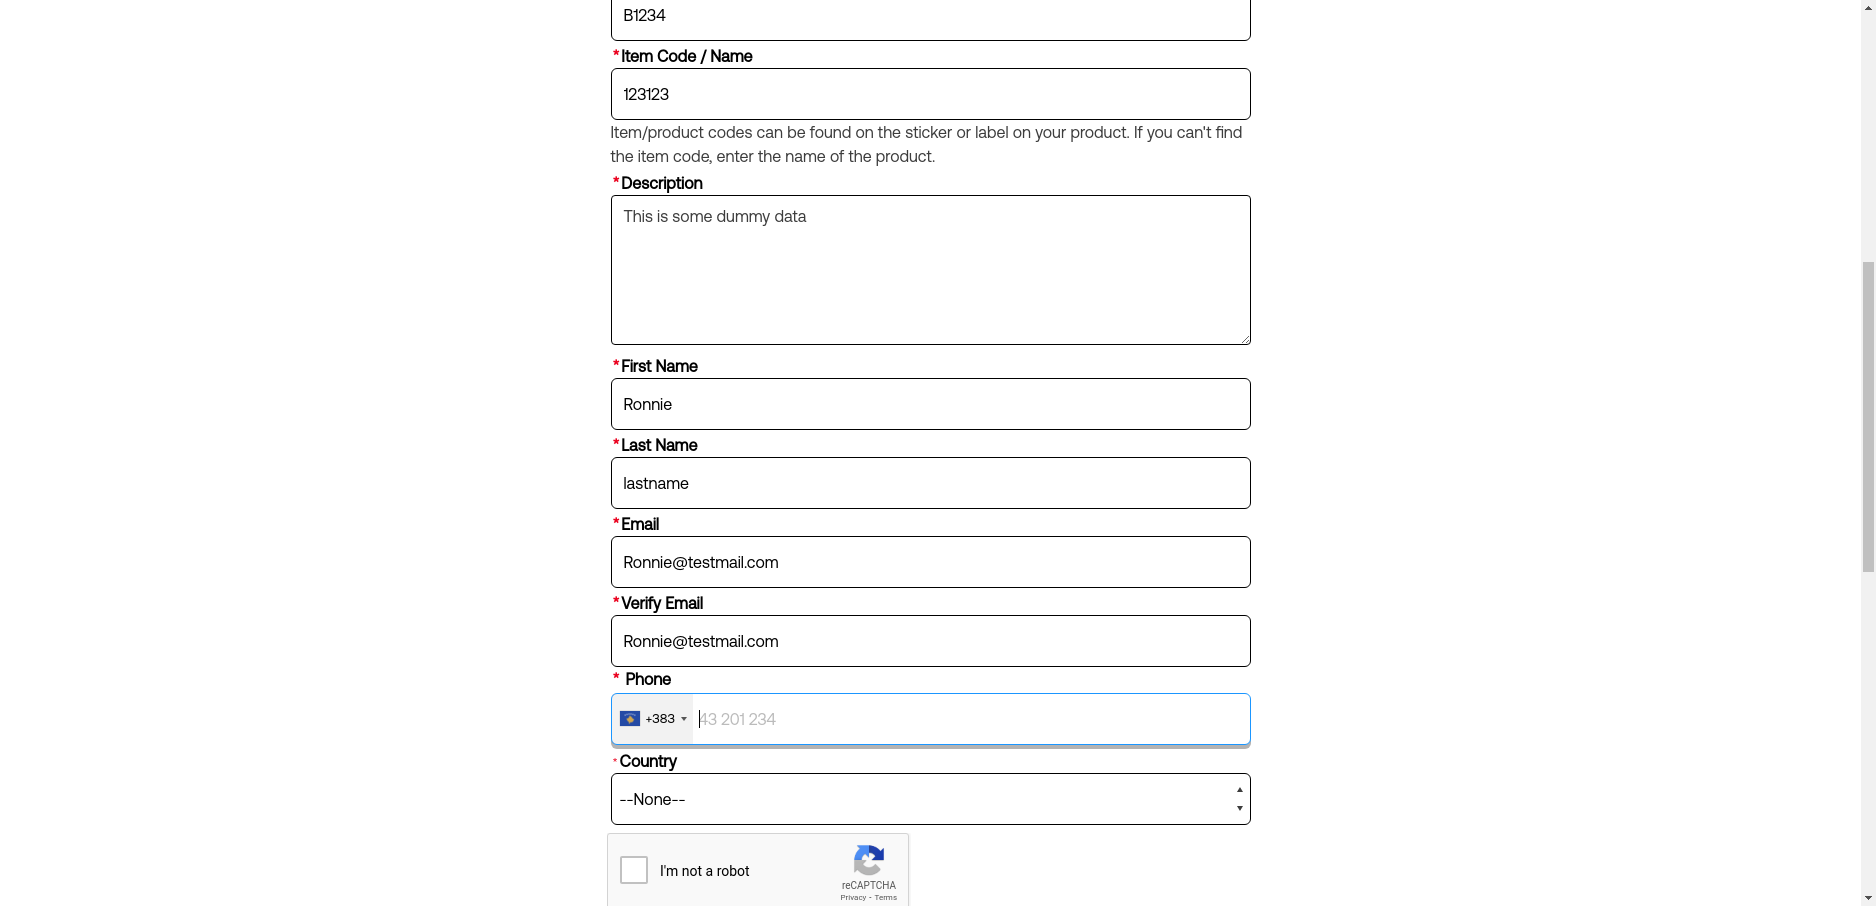 B1234
*Item Code / Name
123123
Item/product codes can be found on the sticker or label on your product. If you can't find
the item code, enter the name of the product.
*Description
This is some dummy data
*First Name
Ronnie
*Last Name
lastname
*Email
Ronnie@testmail.com
*Verify Email
Ronnie@testmail.com
* Phone
+383 43 201 234
*Country
--None--
I'm not a robot
reCAPTCHA
Privacy - Terms